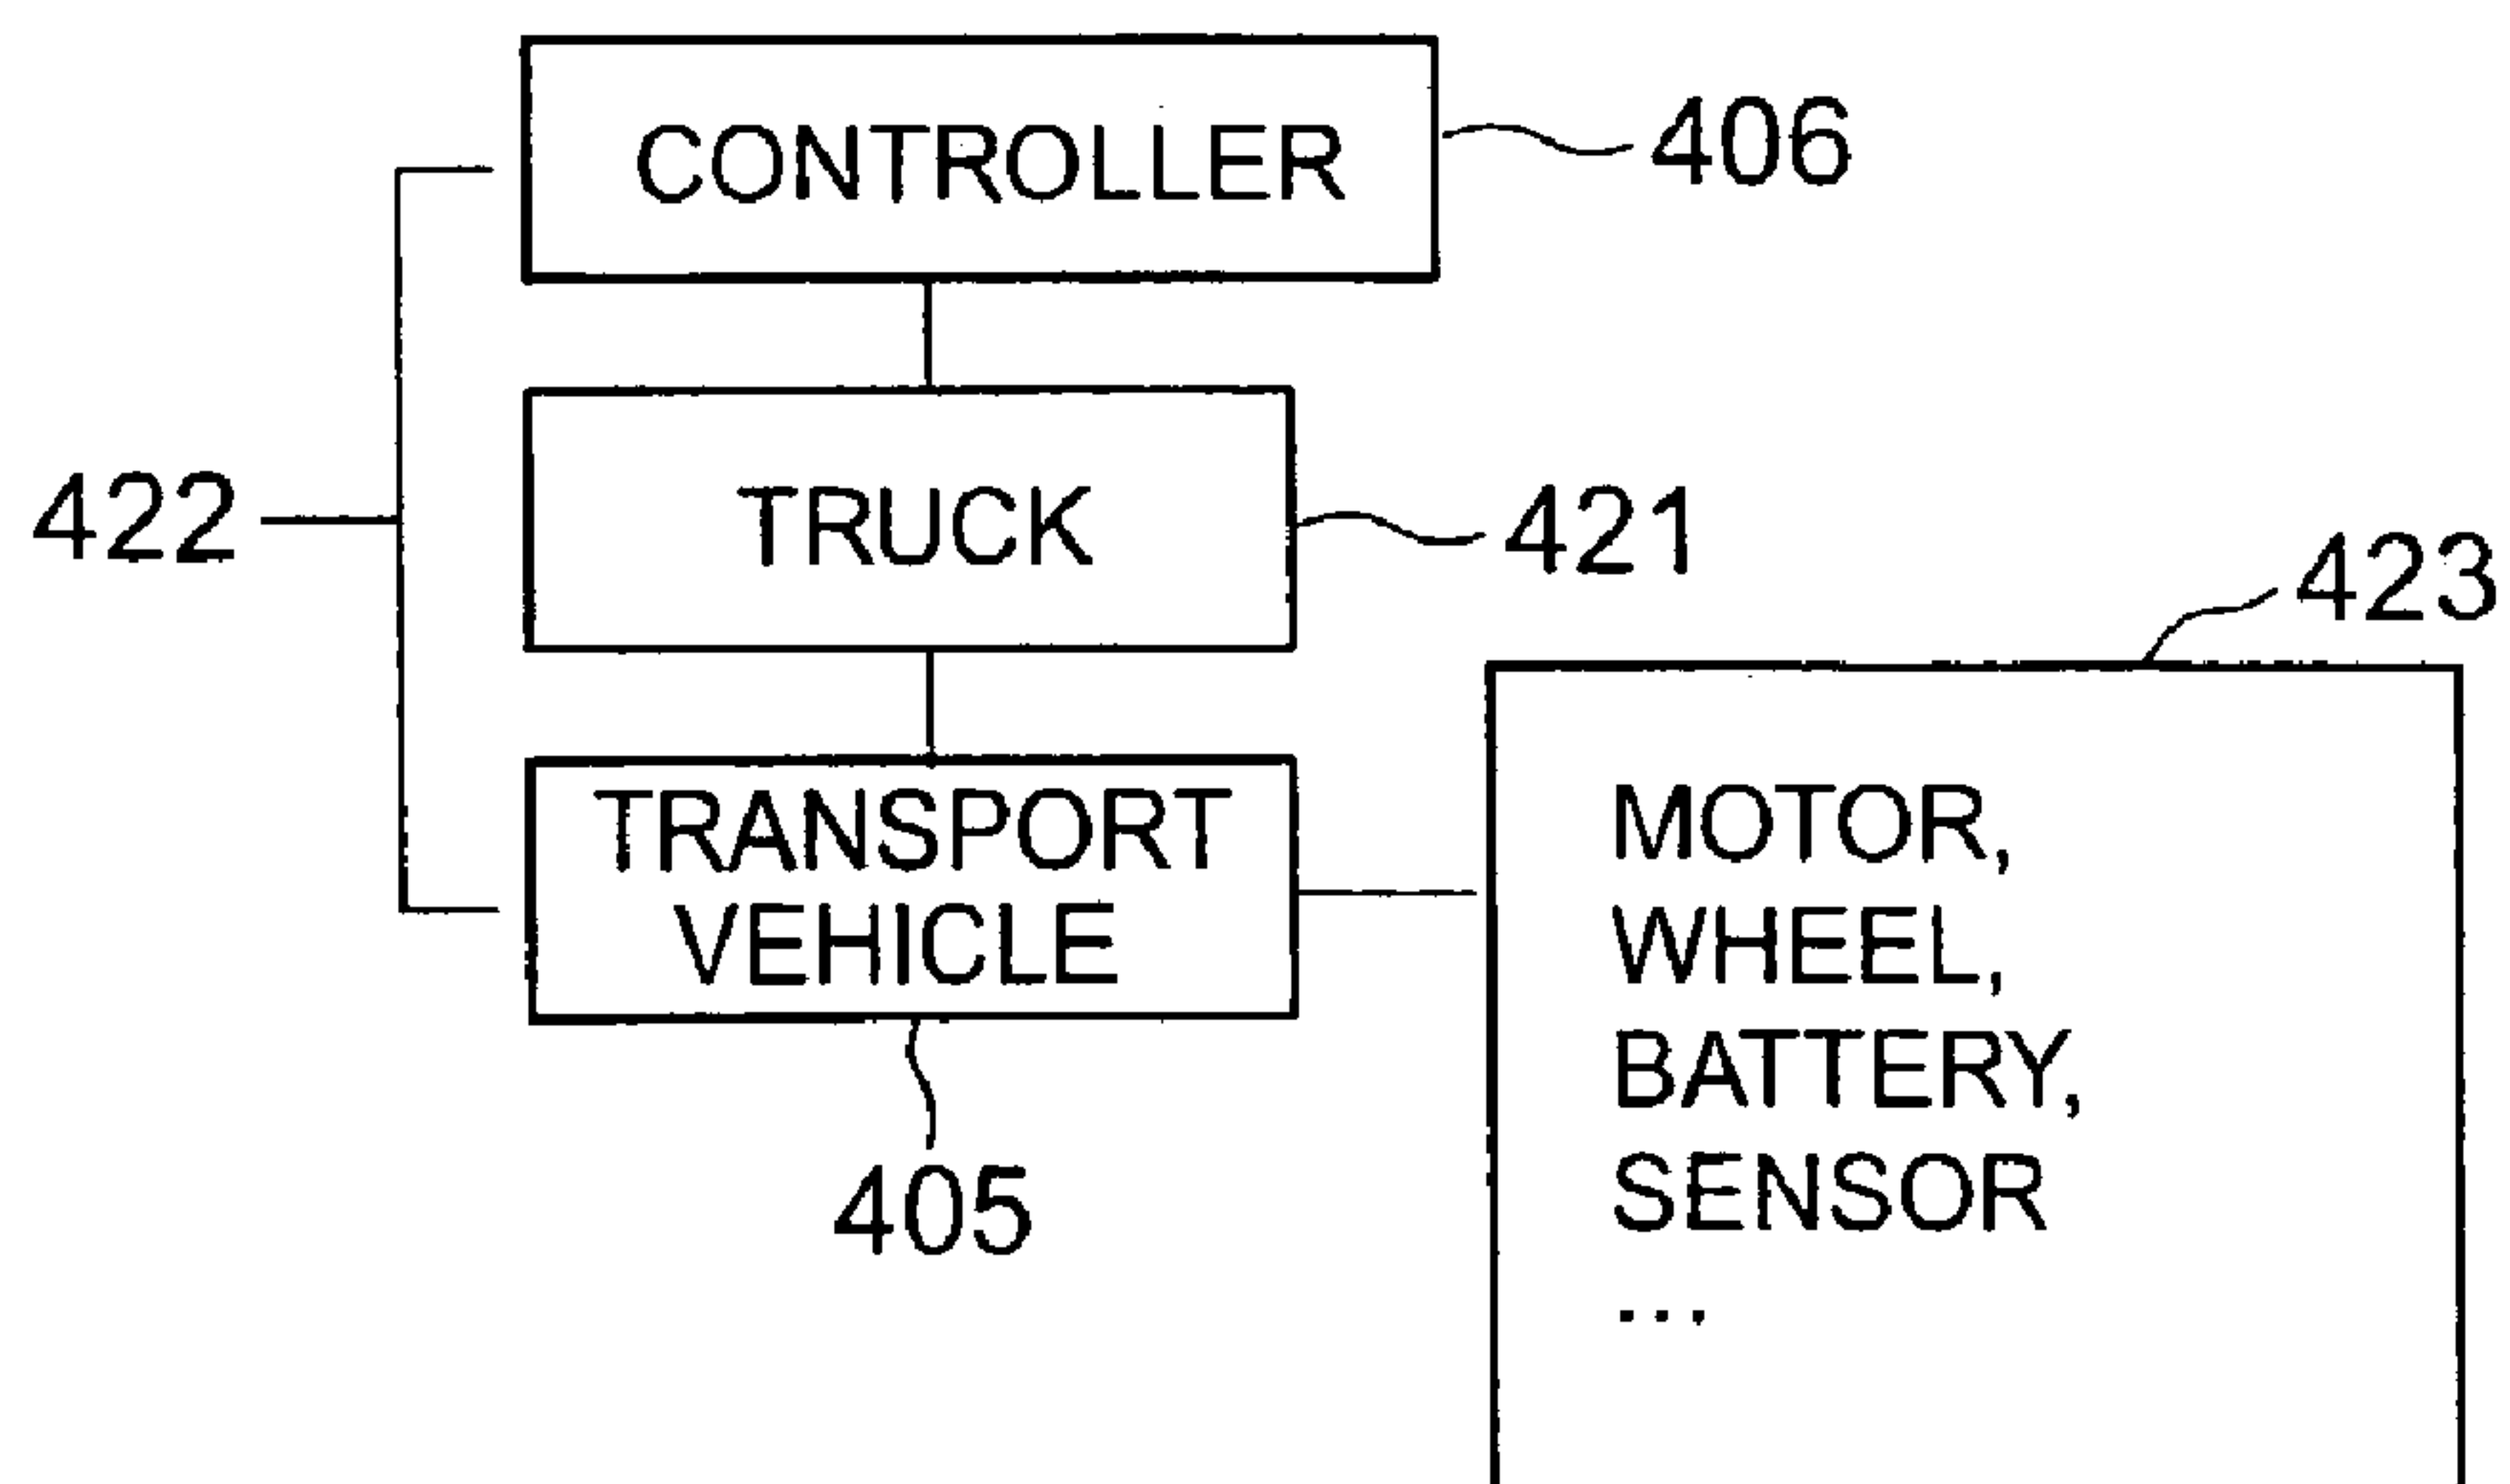 CONTROLLER
406
422
TRUCK
421
423
TRANSPORT
VEHICLE
405
MOTOR,
WHEEL,
BATTERY,
SENSOR
...